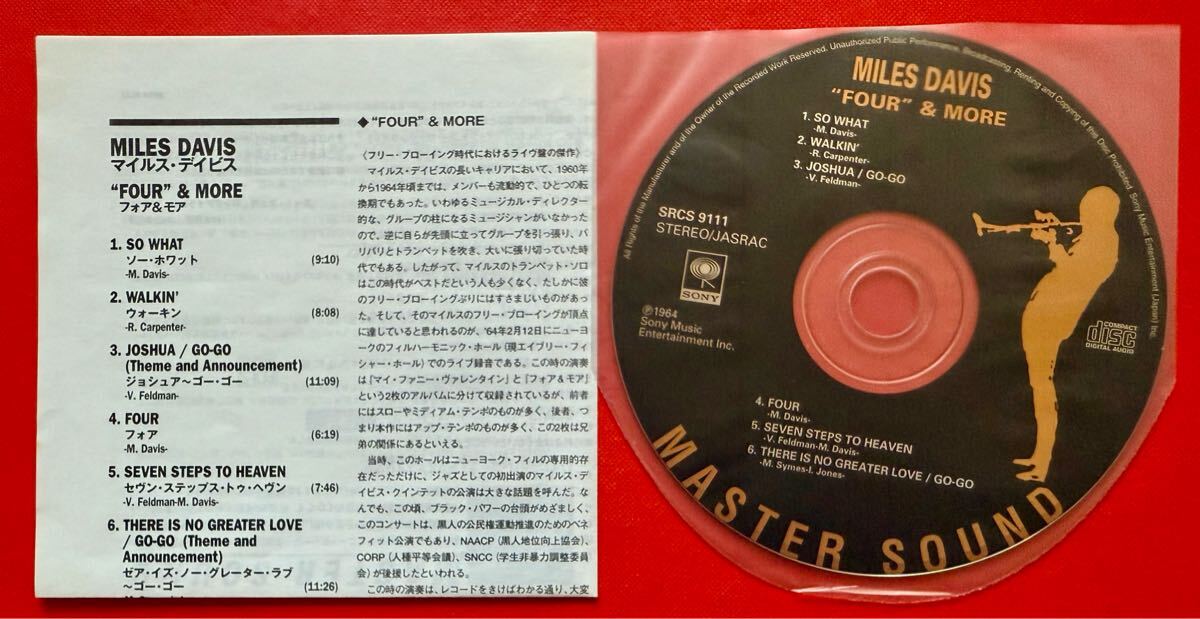 MILES DAVIS
マイルス・デイビス
"FOUR" & MORE
フォア&モア
1. SO WHAT
ソー・ホワット (9:10)
-M. Davis-
2. WALKIN'
ウォーキン (8:08)
-R. Carpenter-
3. JOSHUA / GO-GO
(Theme and Announcement)
ジョシュア〜ゴー・ゴー (11:09)
-V. Feldman-
4. FOUR
フォア (6:19)
-M. Davis-
5. SEVEN STEPS TO HEAVEN
セヴン・ステップス・トゥ・ヘヴン (7:46)
-V. Feldman-M. Davis-
6. THERE IS NO GREATER LOVE
/ GO-GO (Theme and
Announcement)
ゼア・イズ・ノー・グレーター・ラブ
〜ゴー・ゴー (11:26)
◆ "FOUR" & MORE
〈フリー・ブローイング時代におけるライヴ盤の傑作〉
マイルス・デイビスの長いキャリアにおいて、1960年
から1964年頃までは、メンバーも流動的で、ひとつの転
換期でもあった。いわゆるミュージカル・ディレクター
的な、グループの柱になるミュージシャンがいなかった
ので、逆に自らが先頭に立ってグループを引っ張り、バ
リバリとトランペットを吹き、大いに張り切っていた時
代でもある。したがって、マイルスのトランペット・ソロ
はこの時代がベストだという人も少なくなく、たしかに彼
のフリー・ブローイングぶりにはすさまじいものがあっ
た。そして、そのマイルスのフリー・ブローイングが頂点
に達していると思われるのが、'64年2月12日にニューヨ
ークのフィルハーモニック・ホール(現エイブリー・フィ
シャー・ホール)でのライブ録音である。この時の演奏
は『マイ・ファニー・ヴァレンタイン』と『フォア&モア』
という2枚のアルバムに分けて収録されているが、前者
にはスローやミディアム・テンポのものが多く、後者、つ
まり本作にはアップ・テンポのものが多く、この2枚は兄
弟の関係にあるといえる。
当時、このホールはニューヨーク・フィルの専用的存
在だっただけに、ジャズとしての初出演のマイルス・デ
イビス・クインテットの公演は大きな話題を呼んだ。な
んでも、この頃、ブラック・パワーの台頭がめざましく、
このコンサートは、黒人の公民権運動推進のためのベネ
フィット公演でもあり、NAACP(黒人地位向上協会)、
CORP(人種平等会議)、SNCC(学生非暴力調整委員
会)が後援したといわれる。
この時の演奏は、レコードをきけばわかる通り、大変
All Rights of the Manufacturer and of the Owner of the Recorded Work Reserved. Unauthorized Public Performance, Broadcasting, Renting and Copying of this Disc Prohibited. Sony Music Entertainment (Japan) Inc.
MILES DAVIS
"FOUR" & MORE
1. SO WHAT
-M. Davis-
2. WALKIN'
-R. Carpenter-
3. JOSHUA / GO-GO
-V. Feldman-
SRCS 9111
STEREO/JASRAC
SONY
℗1964
Sony Music
Entertainment Inc.
COMPACT
disc
DIGITAL AUDIO
4. FOUR
-M. Davis-
5. SEVEN STEPS TO HEAVEN
-V. Feldman-M. Davis-
6. THERE IS NO GREATER LOVE / GO-GO
-M. Symes-I. Jones-
MASTER SOUND